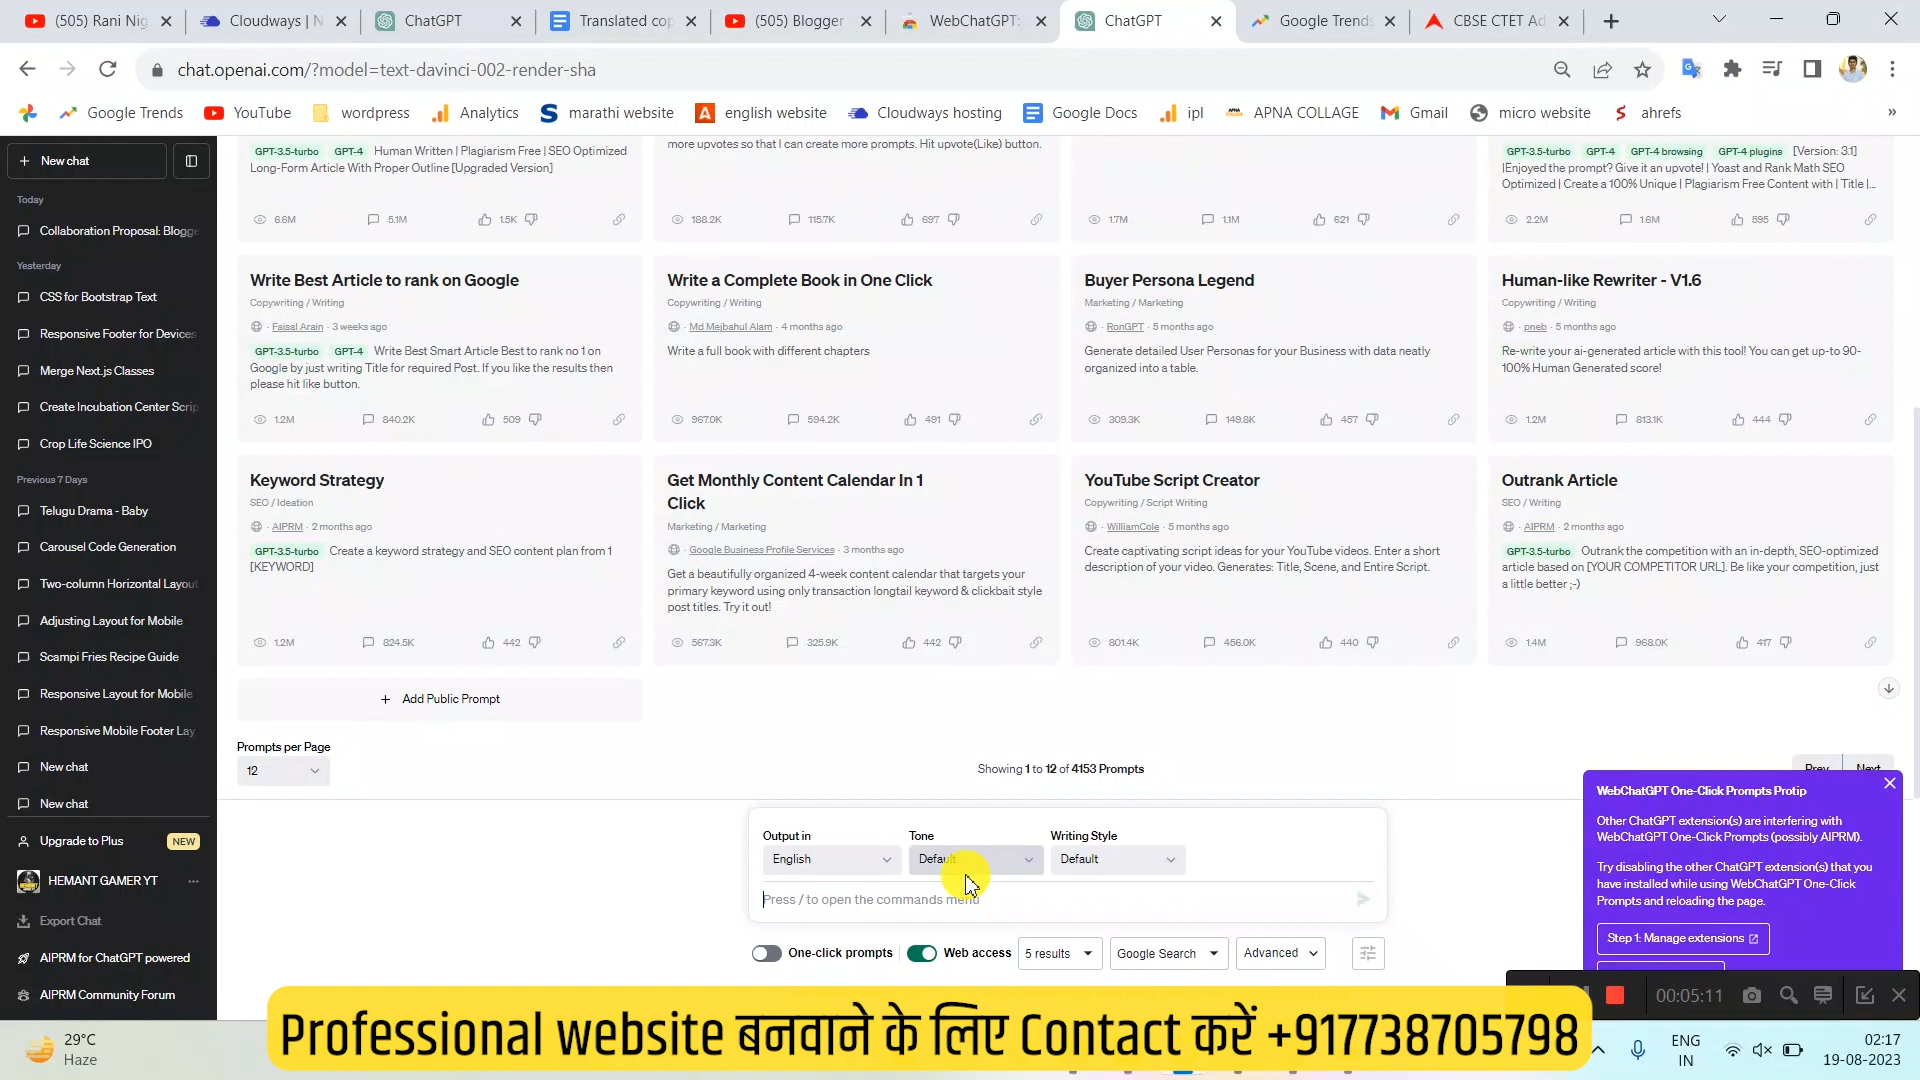 (505) Rani Nig
Cloudways | N
ChatGPT
Translated cop
(505) Blogger
WebChatGPT:
ChatGPT
Google Trends
CBSE CTET Ad
chat.openai.com/?model=text-davinci-002-render-sha
Google Trends
YouTube
wordpress
Analytics
marathi website
english website
Cloudways hosting
Google Docs
ipl
APNA COLLAGE
Gmail
micro website
ahrefs
New chat
Today
Collaboration Proposal: Blogge
Yesterday
CSS for Bootstrap Text
Responsive Footer for Devices
Merge Next.js Classes
Create Incubation Center Scrip
Crop Life Science IPO
Previous 7 Days
Telugu Drama - Baby
Carousel Code Generation
Two-column Horizontal Layout
Adjusting Layout for Mobile
Scampi Fries Recipe Guide
Responsive Layout for Mobile
Responsive Mobile Footer Lay
New chat
New chat
Upgrade to Plus NEW
HEMANT GAMER YT
Export Chat
AIPRM for ChatGPT powered
AIPRM Community Forum
GPT-3.5-turbo GPT-4 Human Written | Plagiarism Free | SEO Optimized
Long-Form Article With Proper Outline [Upgraded Version]
6.6M 5.1M 1.5K
more upvotes so that I can create more prompts. Hit upvote(Like) button.
188.2K 115.7K 697
1.7M 1.1M 621
GPT-3.5-turbo GPT-4 GPT-4 browsing GPT-4 plugins [Version: 3.1]
|Enjoyed the prompt? Give it an upvote! | Yoast and Rank Math SEO
Optimized | Create a 100% Unique | Plagiarism Free Content with | Title |...
2.2M 1.6M 595
Write Best Article to rank on Google
Copywriting / Writing
· Faisal Arain · 3 weeks ago
GPT-3.5-turbo GPT-4 Write Best Smart Article Best to rank no 1 on
Google by just writing Title for required Post. If you like the results then
please hit like button.
1.2M 840.2K 509
Write a Complete Book in One Click
Copywriting / Writing
· Md Mejbahul Alam · 4 months ago
Write a full book with different chapters
967.0K 594.2K 491
Buyer Persona Legend
Marketing / Marketing
· RonGPT · 5 months ago
Generate detailed User Personas for your Business with data neatly
organized into a table.
309.3K 149.8K 457
Human-like Rewriter - V1.6
Copywriting / Writing
· pneb · 5 months ago
Re-write your ai-generated article with this tool! You can get up-to 90-
100% Human Generated score!
1.2M 813.1K 444
Keyword Strategy
SEO / Ideation
· AIPRM · 2 months ago
GPT-3.5-turbo Create a keyword strategy and SEO content plan from 1
[KEYWORD]
1.2M 824.5K 442
Get Monthly Content Calendar In 1
Click
Marketing / Marketing
· Google Business Profile Services · 3 months ago
Get a beautifully organized 4-week content calendar that targets your
primary keyword using only transaction longtail keyword & clickbait style
post titles. Try it out!
567.3K 325.9K 442
YouTube Script Creator
Copywriting / Script Writing
· WilliamCole · 5 months ago
Create captivating script ideas for your YouTube videos. Enter a short
description of your video. Generates: Title, Scene, and Entire Script.
801.4K 456.0K 440
Outrank Article
SEO / Writing
· AIPRM · 2 months ago
GPT-3.5-turbo Outrank the competition with an in-depth, SEO-optimized
article based on [YOUR COMPETITOR URL]. Be like your competition, just
a little better ;-)
1.4M 968.0K 417
+ Add Public Prompt
Prompts per Page
12
Showing 1 to 12 of 4153 Prompts
Prev Next
Output in Tone Writing Style
English Default Default
Press / to open the commands menu
One-click prompts Web access 5 results Google Search Advanced
WebChatGPT One-Click Prompts Protip
Other ChatGPT extension(s) are interfering with
WebChatGPT One-Click Prompts (possibly AIPRM).
Try disabling the other ChatGPT extension(s) that you
have installed while using WebChatGPT One-Click
Prompts and reloading the page.
Step 1: Manage extensions
00:05:11
Professional website बनवाने के लिए Contact करें +917738705798
29°C
Haze
ENG
IN
02:17
19-08-2023